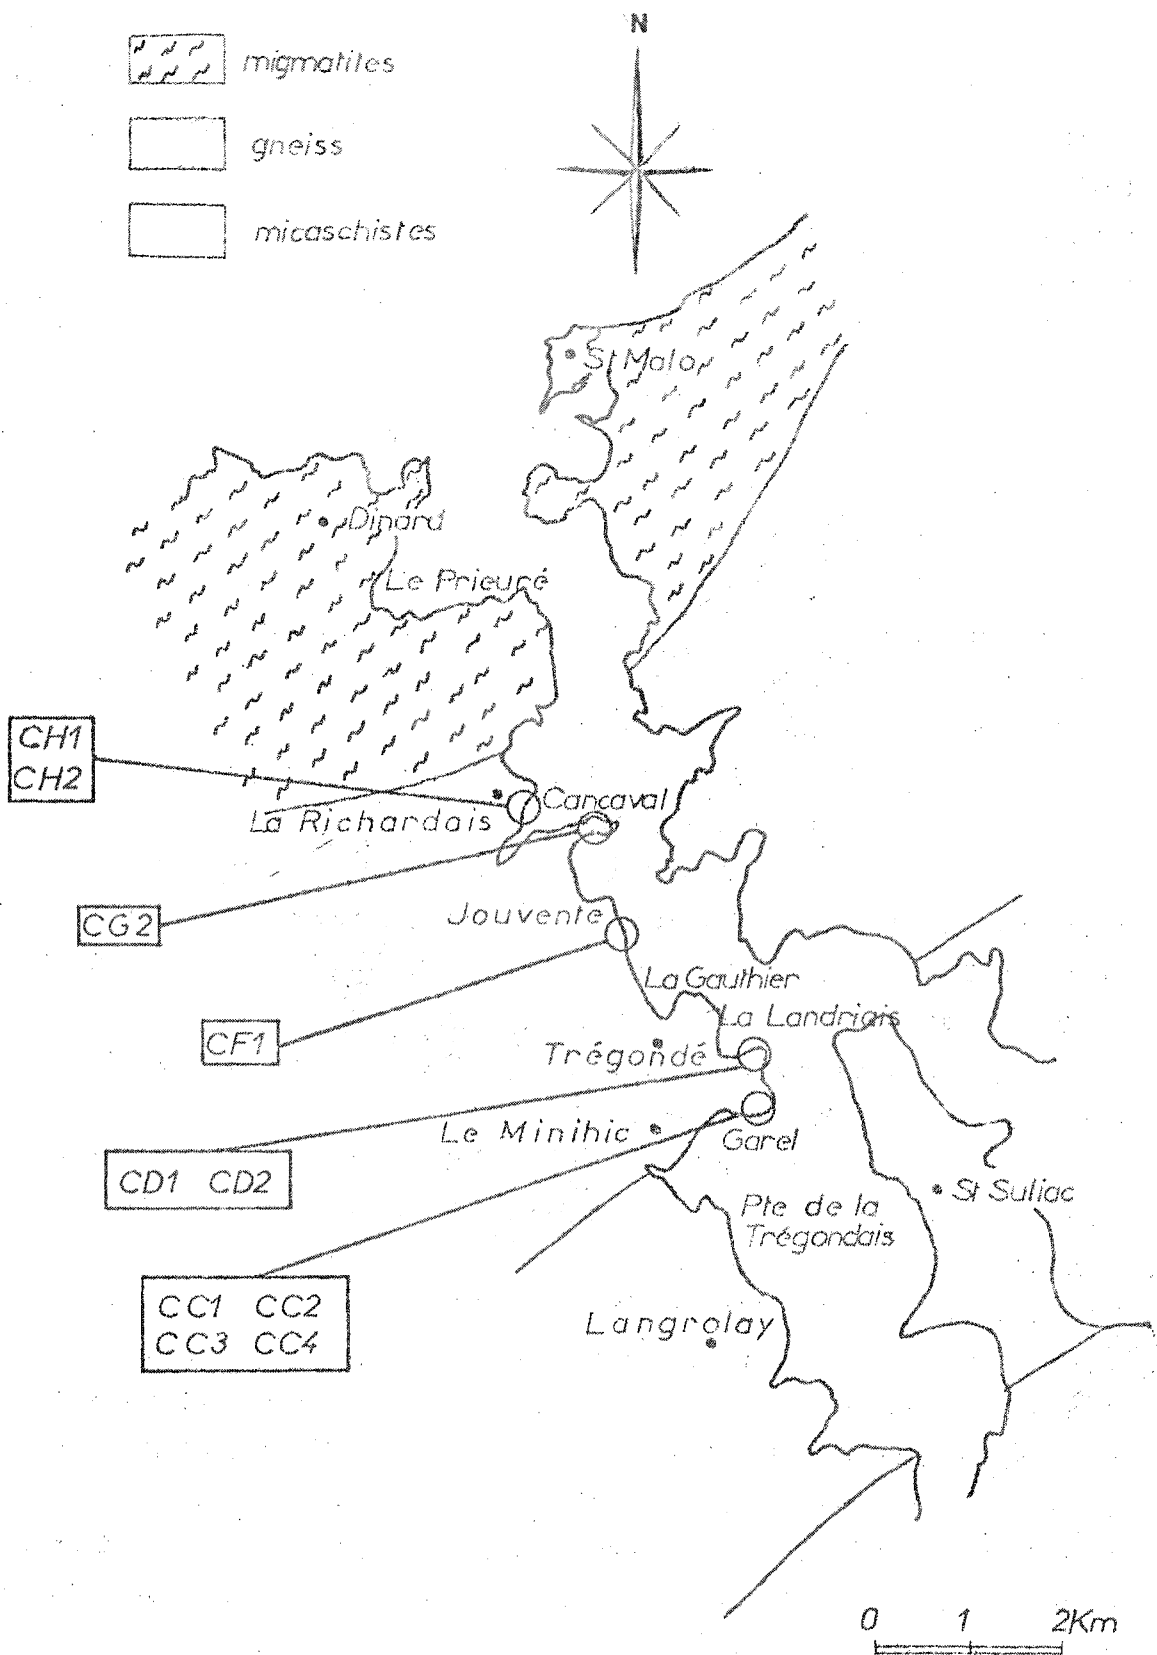 N
migmatites
gneiss
micaschistes
St Malo
Dinard
Le Prieuré
CH1
CH2
Cancaval
La Richardais
CG2
Jouvente
La Gauthier
La Landriais
CF1
Trégondé
Le Minihic
Garel
CD1 CD2
St Suliac
Pte de la
Trégondais
CC1 CC2
CC3 CC4
Langrolay
0 1 2Km